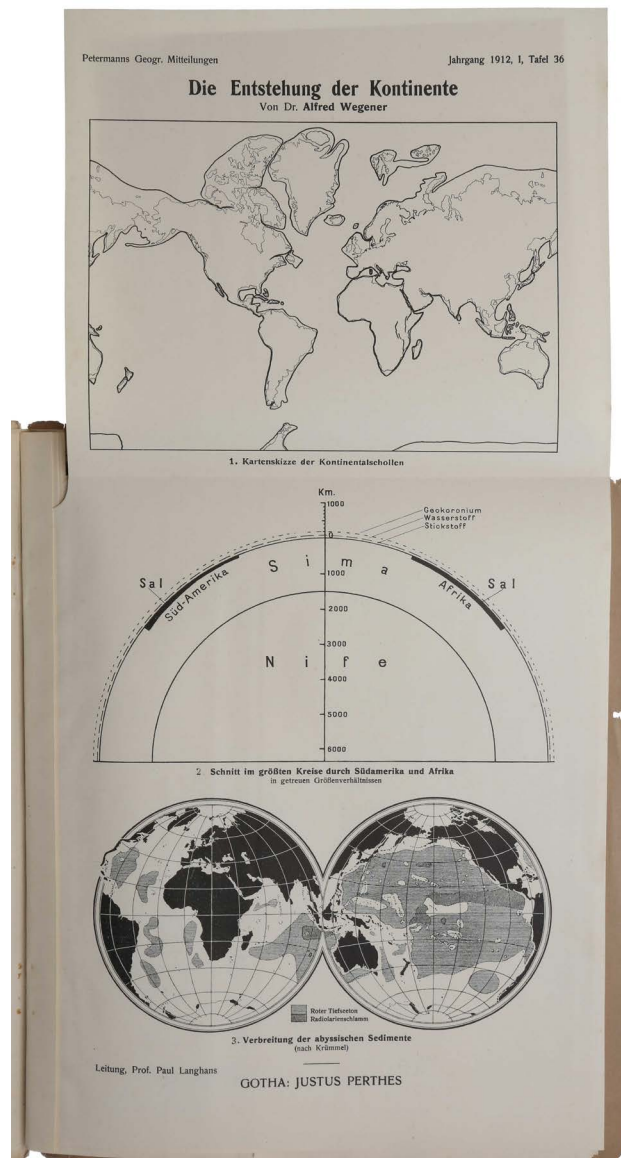 Petermanns Geogr. Mitteilungen
Jahrgang 1912, I, Tafel 36
Die Entstehung der Kontinente
Von Dr. Alfred Wegener
1. Kartenskizze der Kontinentalschollen
Km.
1000
Geokoronium
Wasserstoff
Stickstoff
0
Sima
1000
Sal
Süd-Amerika
Afrika
Sal
2000
3000
Nife
4000
5000
6000
2. Schnitt im größten Kreise durch Südamerika und Afrika
in getreuen Größenverhältnissen
Roter Tiefseeton
Radiolarienschlamm
3. Verbreitung der abyssischen Sedimente
(nach Krümmel)
Leitung, Prof. Paul Langhans
GOTHA: JUSTUS PERTHES